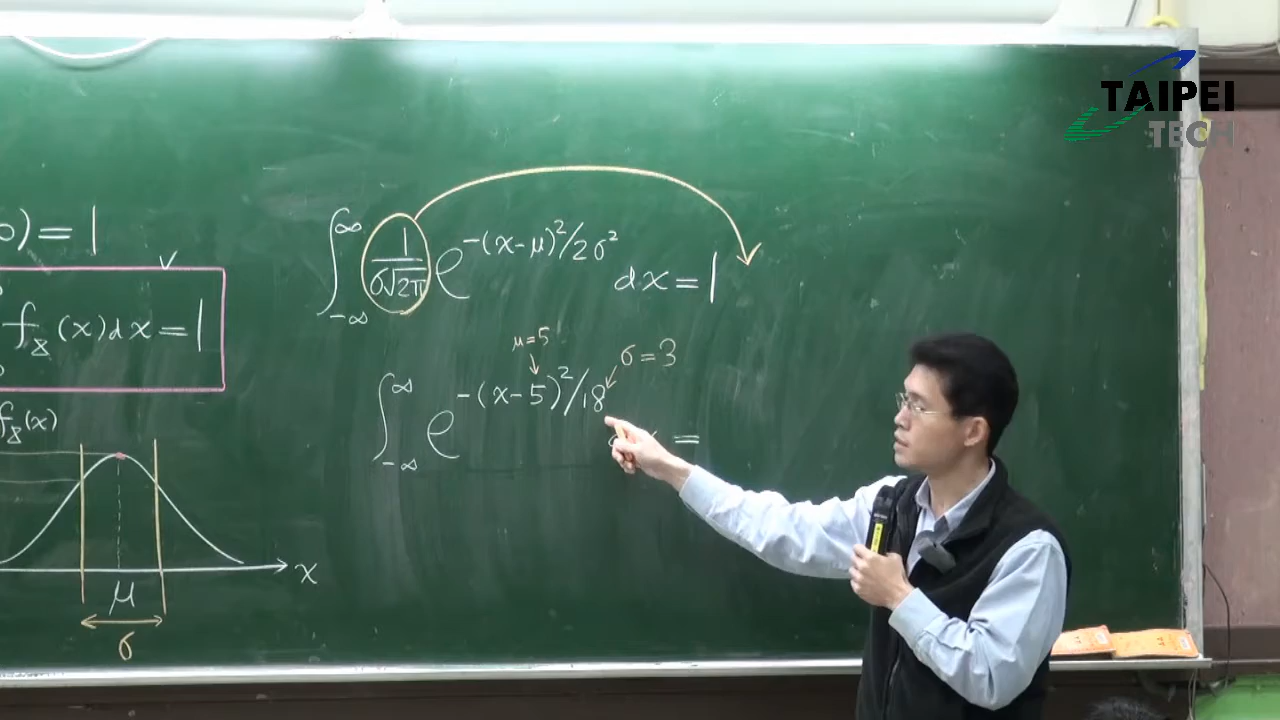 TAIPEI
TECH
) = 1
f_X(x)dx = 1
f_X(x)
μ
σ
x
∫_{-∞}^{∞} 1/(σ√2π) e^{-(x-μ)²/2σ²} dx = 1
μ=5
σ=3
∫_{-∞}^{∞} e^{-(x-5)²/18} =